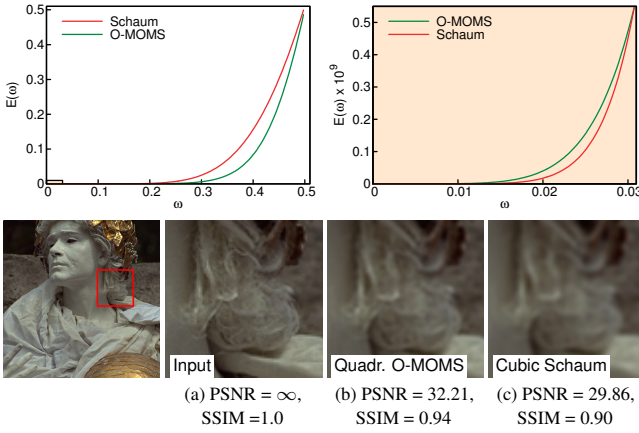 Schaum
O-MOMS
0.5
0.4
0.3
0.2
0.1
0
E(ω)
0 0.1 0.2 0.3 0.4 0.5
ω
O-MOMS
Schaum
0.5
0.4
0.3
0.2
0.1
0
E(ω) x 10^9
0 0.01 0.02 0.03
ω
Input
Quadr. O-MOMS
Cubic Schaum
(a) PSNR = ∞,
SSIM =1.0
(b) PSNR = 32.21,
SSIM = 0.94
(c) PSNR = 29.86,
SSIM = 0.90